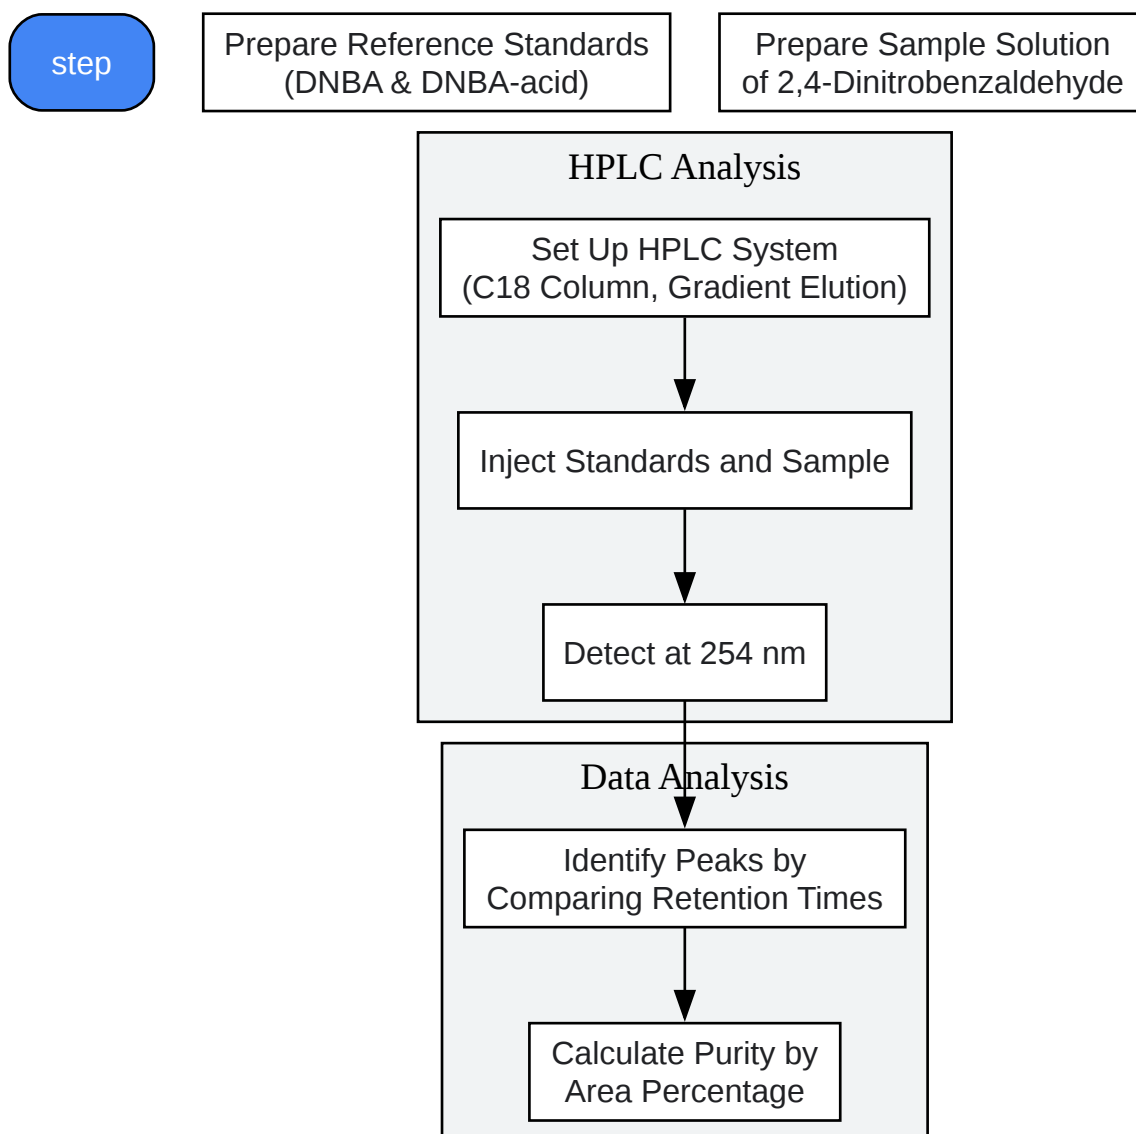 step
Prepare Reference Standards
(DNBA & DNBA-acid)
Prepare Sample Solution
of 2,4-Dinitrobenzaldehyde
HPLC Analysis
Set Up HPLC System
(C18 Column, Gradient Elution)
Inject Standards and Sample
Detect at 254 nm
Data Analysis
Identify Peaks by
Comparing Retention Times
Calculate Purity by
Area Percentage